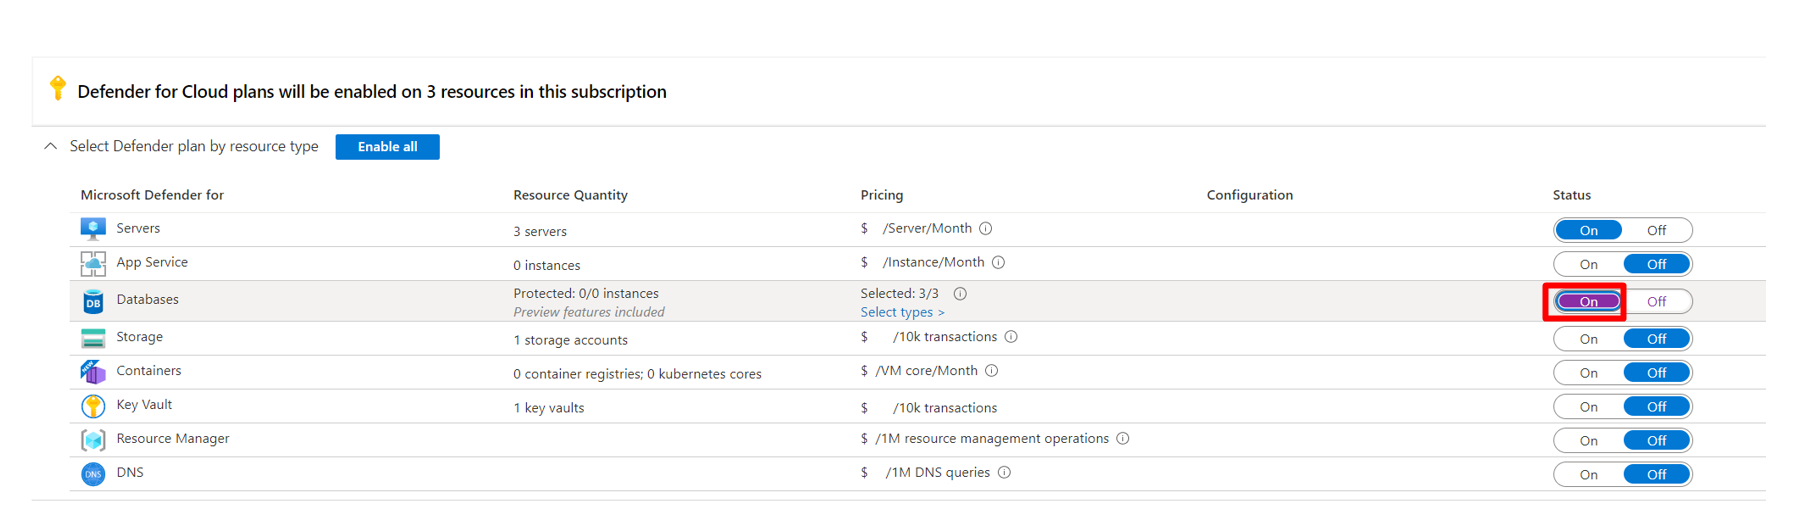 Defender for Cloud plans will be enabled on 3 resources in this subscription
Select Defender plan by resource type Enable all
Microsoft Defender for Resource Quantity Pricing Configuration Status
Servers 3 servers $ /Server/Month On Off
App Service 0 instances $ /Instance/Month On Off
DB Databases Protected: 0/0 instances Selected: 3/3 On Off
Preview features included Select types >
Storage 1 storage accounts $ /10k transactions On Off
Containers 0 container registries; 0 kubernetes cores $ /VM core/Month On Off
Key Vault 1 key vaults $ /10k transactions On Off
Resource Manager $ /1M resource management operations On Off
DNS DNS $ /1M DNS queries On Off